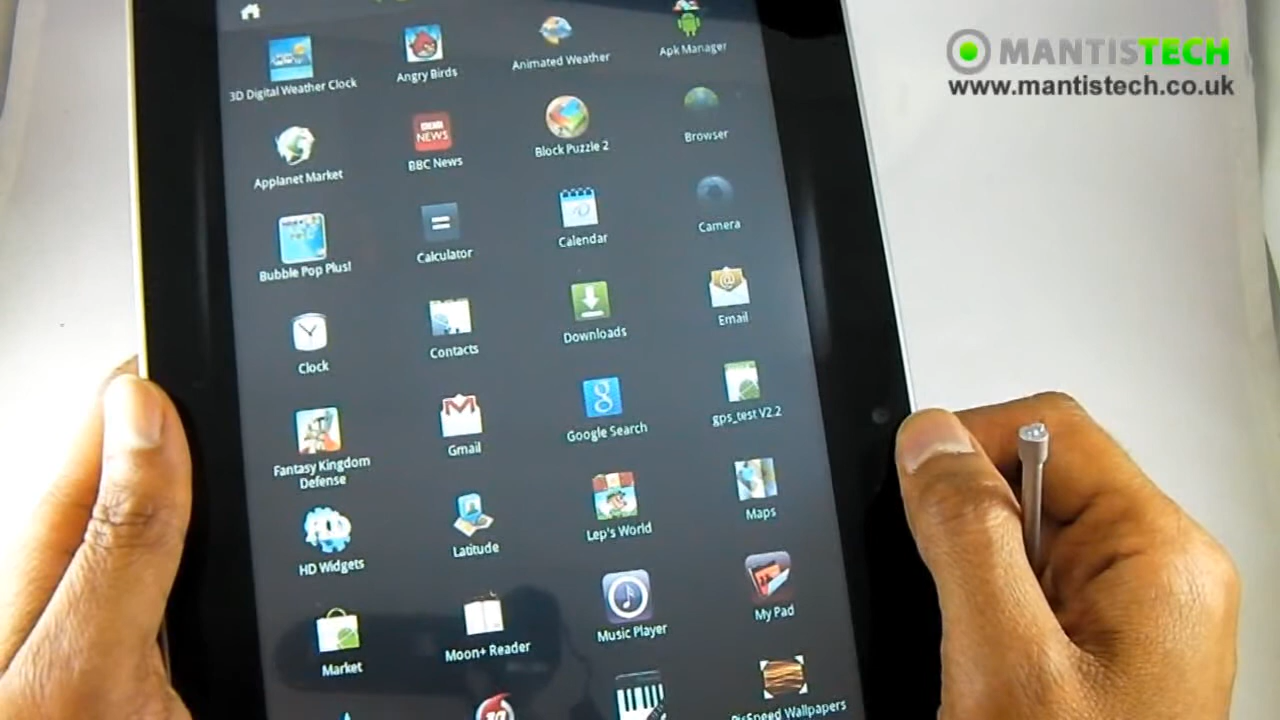 MANTISTECH
www.mantistech.co.uk
3D Digital Weather Clock
Angry Birds
Animated Weather
Apk Manager
Applanet Market
BBC
NEWS
BBC News
Block Puzzle 2
Browser
Bubble Pop Plus!
Calculator
Calendar
Camera
Clock
Contacts
Downloads
Email
Fantasy Kingdom
Defense
Gmail
Google Search
gps_test V2.2
HD
HD Widgets
Latitude
Lep's World
Maps
Market
Moon+ Reader
Music Player
My Pad
PicSpeed Wallpapers